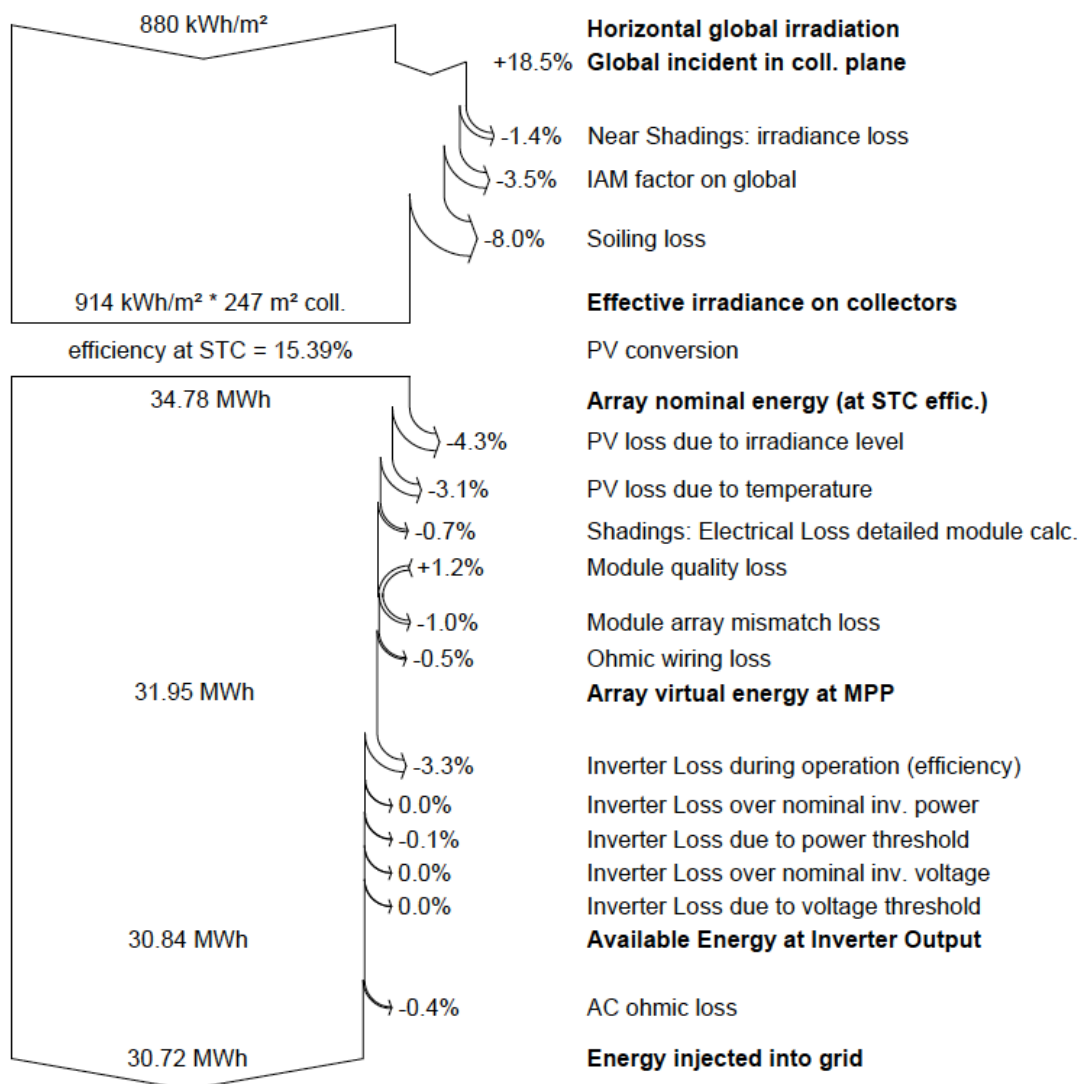 880 kWh/m² Horizontal global irradiation
+18.5% Global incident in coll. plane
-1.4% Near Shadings: irradiance loss
-3.5% IAM factor on global
-8.0% Soiling loss
914 kWh/m² * 247 m² coll. Effective irradiance on collectors
efficiency at STC = 15.39% PV conversion
34.78 MWh Array nominal energy (at STC effic.)
-4.3% PV loss due to irradiance level
-3.1% PV loss due to temperature
-0.7% Shadings: Electrical Loss detailed module calc.
+1.2% Module quality loss
-1.0% Module array mismatch loss
-0.5% Ohmic wiring loss
31.95 MWh Array virtual energy at MPP
-3.3% Inverter Loss during operation (efficiency)
0.0% Inverter Loss over nominal inv. power
-0.1% Inverter Loss due to power threshold
0.0% Inverter Loss over nominal inv. voltage
0.0% Inverter Loss due to voltage threshold
30.84 MWh Available Energy at Inverter Output
-0.4% AC ohmic loss
30.72 MWh Energy injected into grid